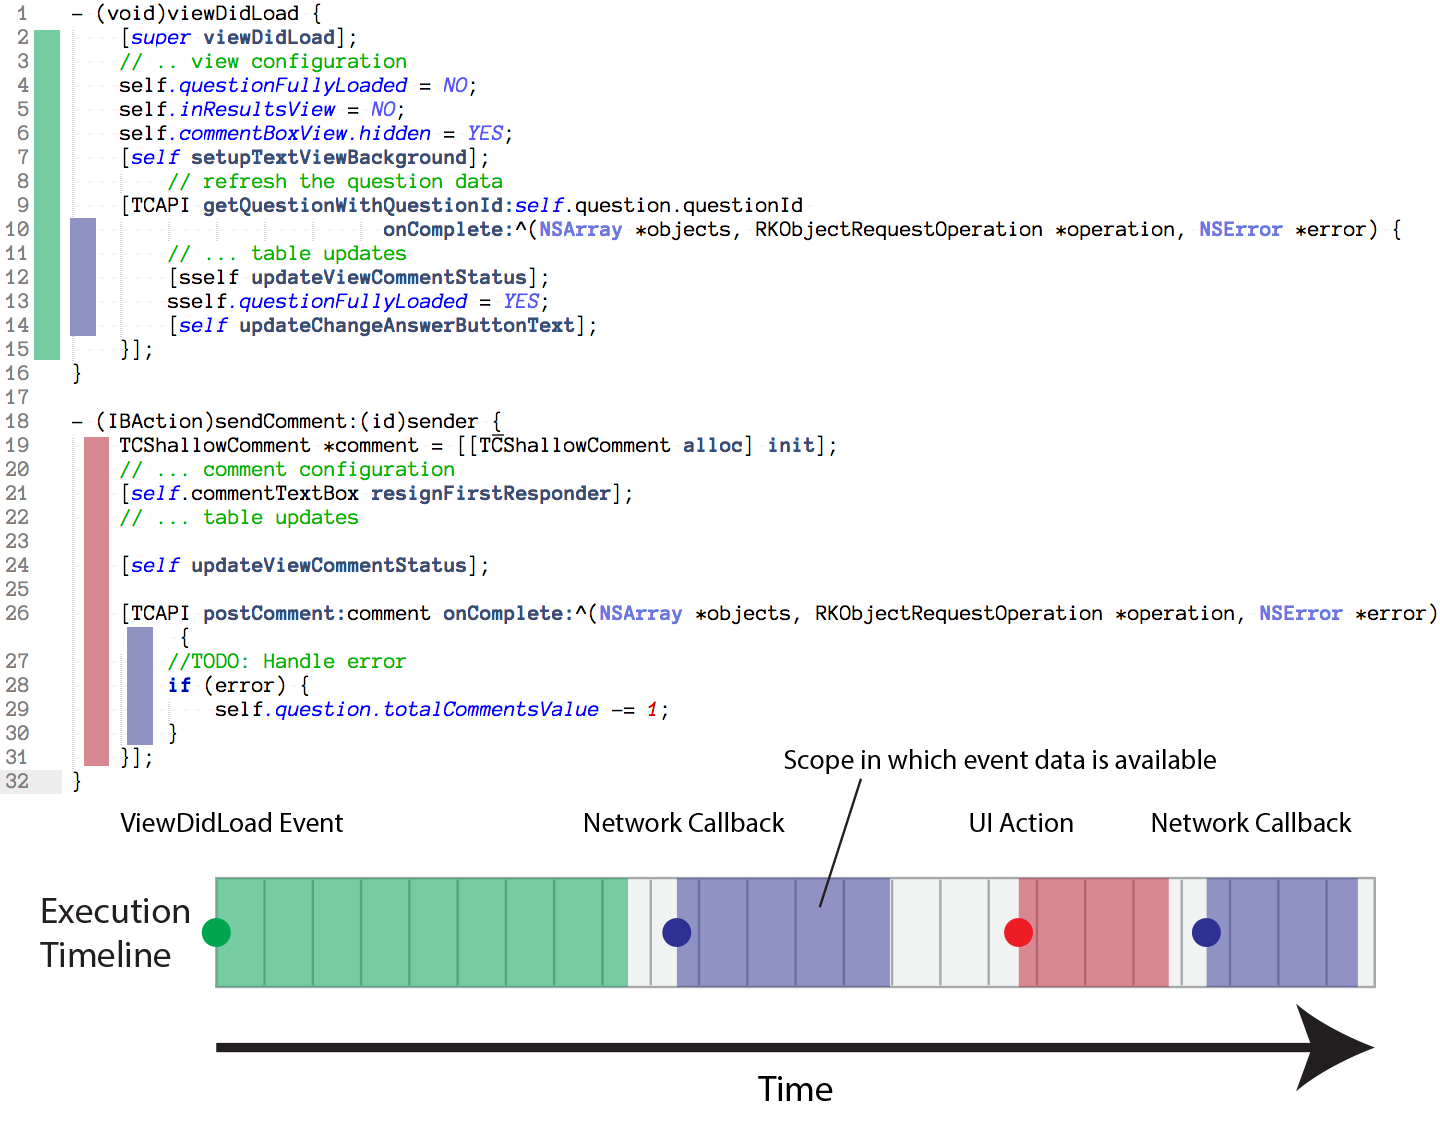 1 - (void)viewDidLoad {
2 [super viewDidLoad];
3 // .. view configuration
4 self.questionFullyLoaded = NO;
5 self.inResultsView = NO;
6 self.commentBoxView.hidden = YES;
7 [self setupTextViewBackground];
8 // refresh the question data
9 [TCAPI getQuestionWithQuestionId:self.question.questionId
10 onComplete:^(NSArray *objects, RKObjectRequestOperation *operation, NSError *error) {
11 // ... table updates
12 [sself updateViewCommentStatus];
13 sself.questionFullyLoaded = YES;
14 [self updateChangeAnswerButtonText];
15 }];
16 }
17
18 - (IBAction)sendComment:(id)sender {
19 TCShallowComment *comment = [[TCShallowComment alloc] init];
20 // ... comment configuration
21 [self.commentTextBox resignFirstResponder];
22 // ... table updates
23
24 [self updateViewCommentStatus];
25
26 [TCAPI postComment:comment onComplete:^(NSArray *objects, RKObjectRequestOperation *operation, NSError *error)
{
27 //TODO: Handle error
28 if (error) {
29 self.question.totalCommentsValue -= 1;
30 }
31 }];
32 }
Scope in which event data is available
ViewDidLoad Event Network Callback UI Action Network Callback
Execution
Timeline
Time